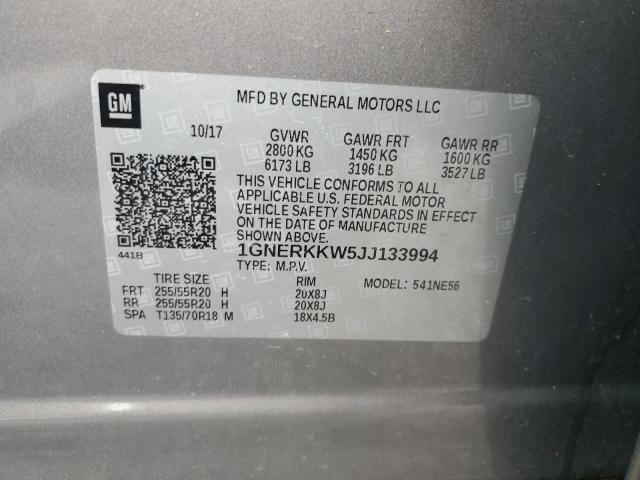 GM
MFD BY GENERAL MOTORS LLC
10/17 GVWR GAWR FRT GAWR RR
2800 KG 1450 KG 1600 KG
6173 LB 3196 LB 3527 LB
THIS VEHICLE CONFORMS TO ALL
APPLICABLE U.S. FEDERAL MOTOR
VEHICLE SAFETY STANDARDS IN EFFECT
ON THE DATE OF MANUFACTURE
SHOWN ABOVE.
441B
1GNERKKW5JJ133994
TYPE: M.P.V. MODEL: 541NE56
TIRE SIZE RIM
FRT 255/55R20 H 20X8J
RR 255/55R20 H 20X8J
SPA T135/70R18 M 18X4.5B